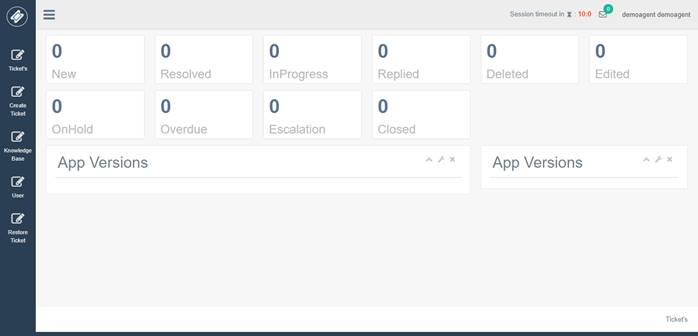 Session timeout in : 10:0
0
demoagent demoagent
Ticket's
Create
Ticket
Knowledge
Base
User
Restore
Ticket
0
New
0
Resolved
0
InProgress
0
Replied
0
Deleted
0
Edited
0
OnHold
0
Overdue
0
Escalation
0
Closed
App Versions
App Versions
Ticket's